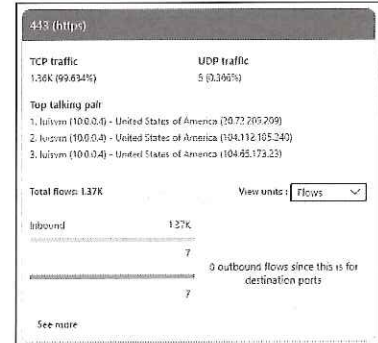 443 (https)
TCP traffic UDP traffic
1.36K (99.634%) 5 (0.366%)
Top talking pair
1. luisvm (10.0.0.4) - United States of America (20.72.205.209)
2. luisvm (10.0.0.4) - United States of America (104.112.105.240)
3. luisvm (10.0.0.4) - United States of America (104.65.173.23)
Total flows: 1.37K View units : Flows
Inbound 1.37K
?
0 outbound flows since this is for
destination ports
?
See more